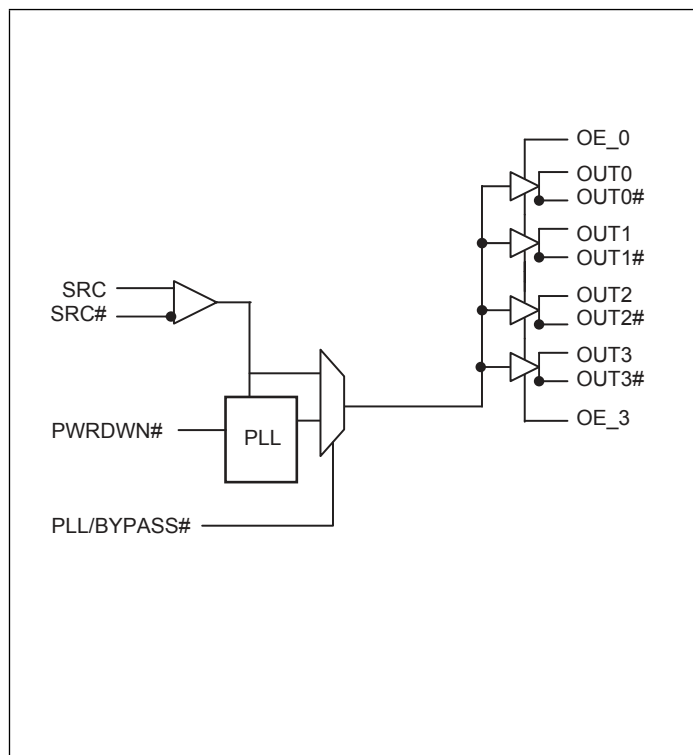 SRC
SRC#
PWRDWN#
PLL
PLL/BYPASS#
OE_0
OUT0
OUT0#
OUT1
OUT1#
OUT2
OUT2#
OUT3
OUT3#
OE_3